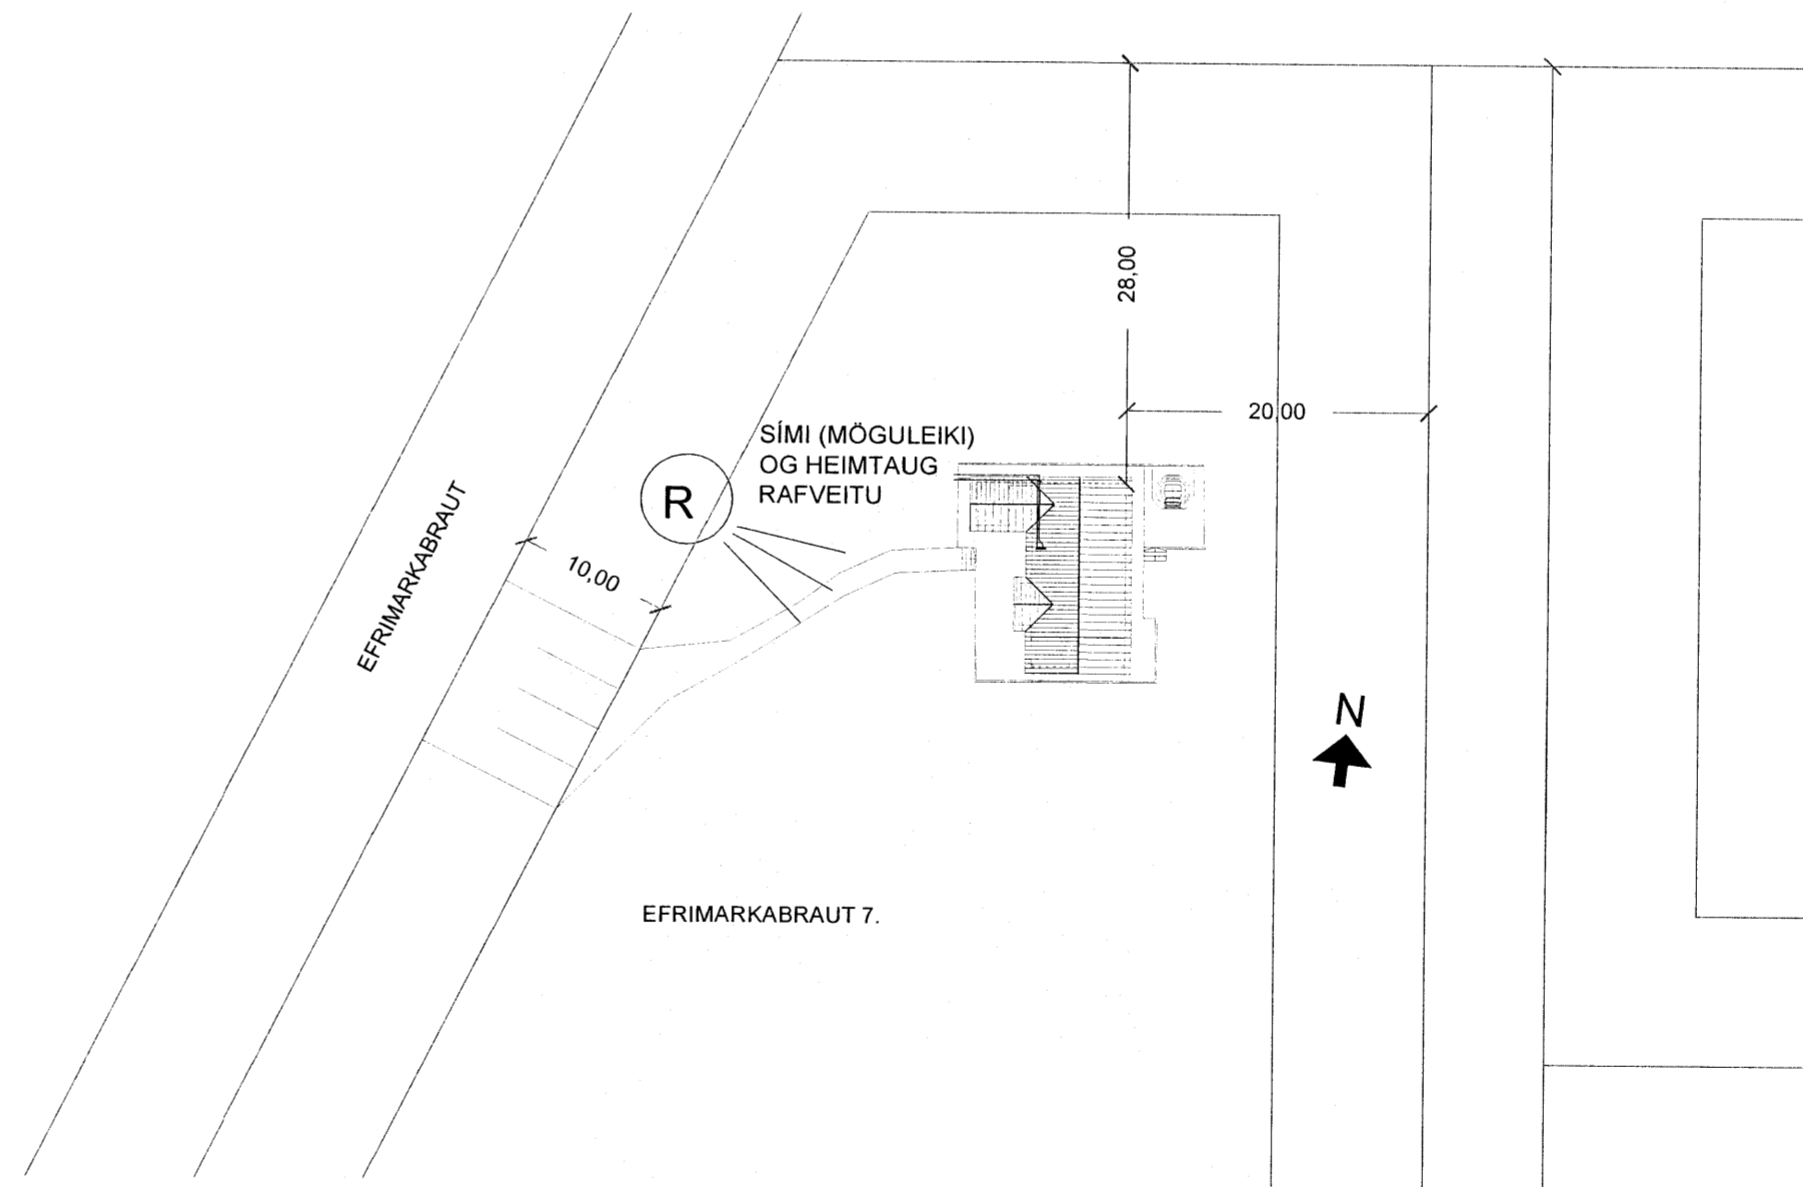 28,00
20,00
SÍMI (MÖGULEIKI)
OG HEIMTAUG
RAFVEITU
R
EFRIMARKABRAUT
10,00
N
EFRIMARKABRAUT 7.